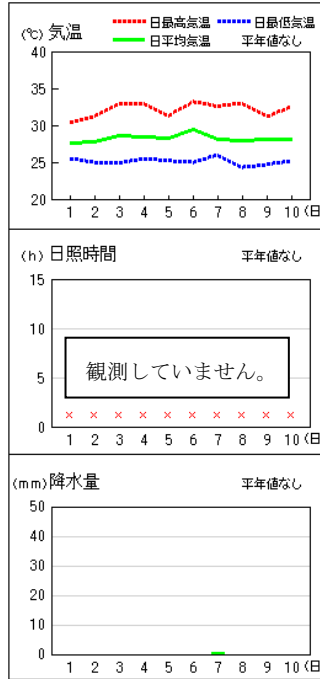 日最高気温 日最低気温
(℃) 気温 日平均気温 平年値なし
40
35
30
25
20
1 2 3 4 5 6 7 8 9 10 (日
(h) 日照時間 平年値なし
15
10
5
0
観測していません。
× × × × × × × × × ×
1 2 3 4 5 6 7 8 9 10 (日
(mm) 降水量 平年値なし
50
40
30
20
10
0
1 2 3 4 5 6 7 8 9 10 (日